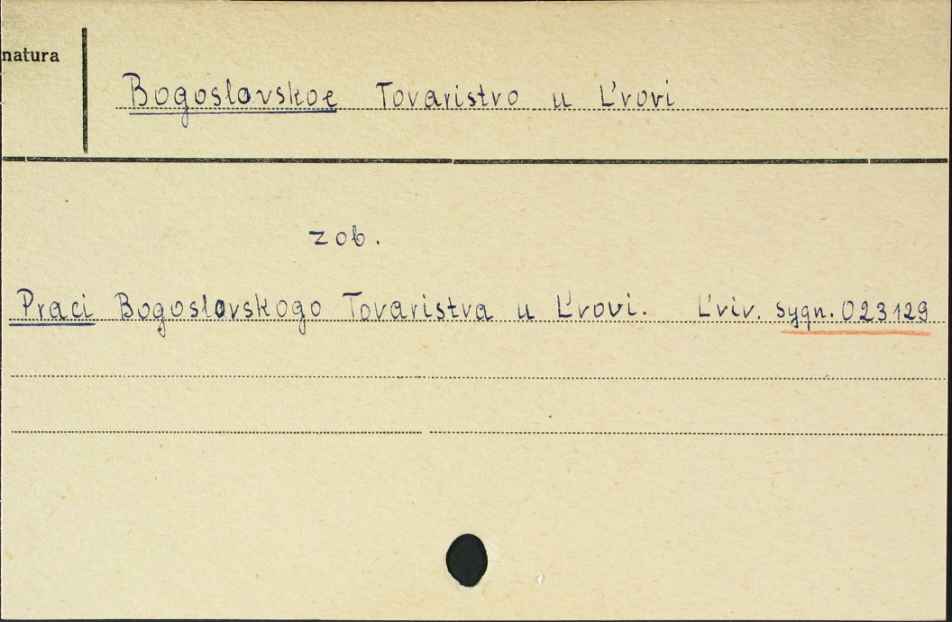 natura
Bogoslovskoe Tovaristvo u L'vovi
zob.
Praci Bogoslovskogo Tovaristva u L'vovi. L'viv. sygn. 023129